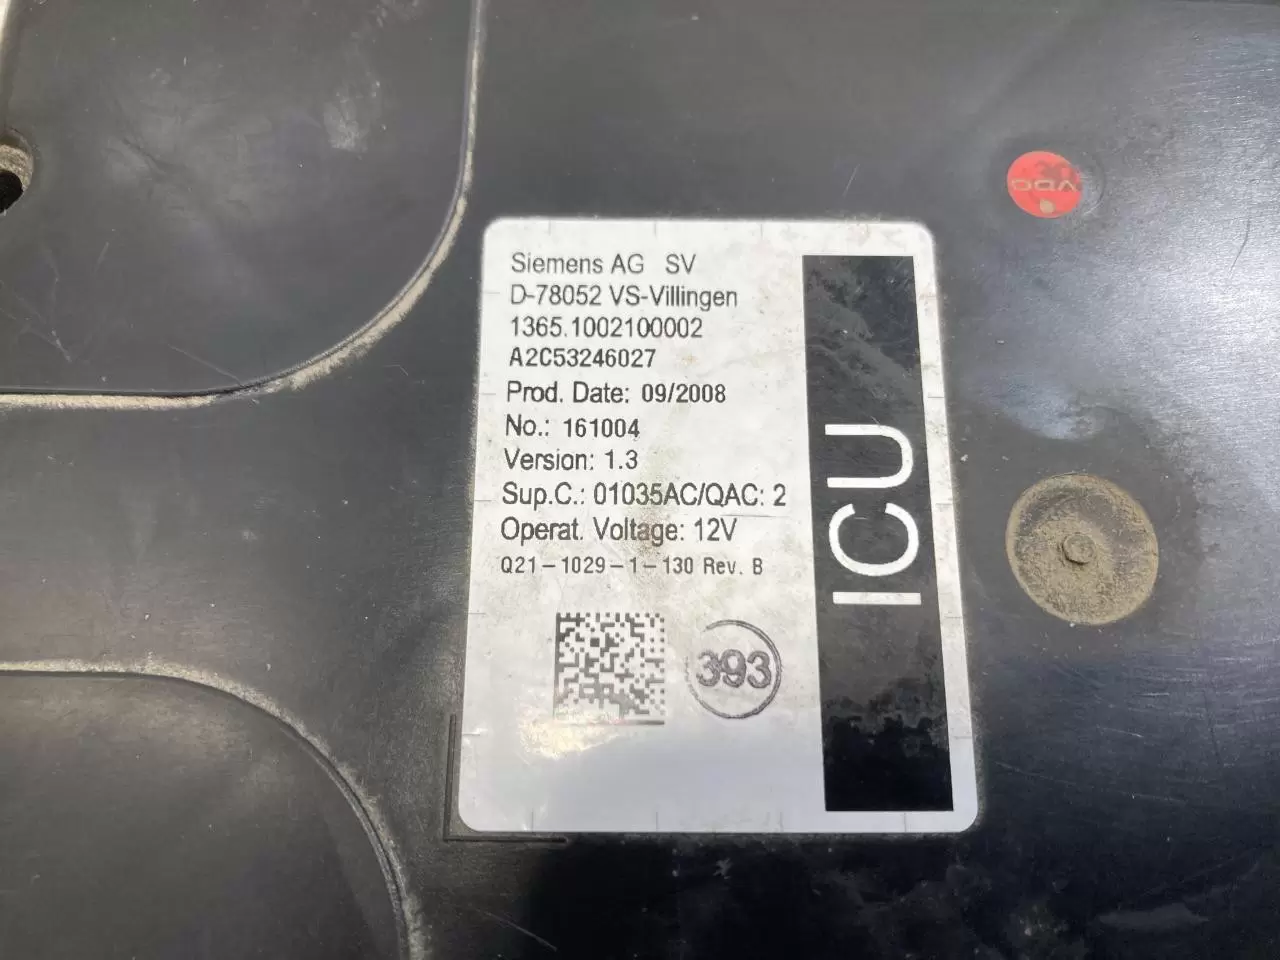 VDO
Siemens AG SV
D-78052 VS-Villingen
1365.1002100002
A2C53246027
Prod. Date: 09/2008
No.: 161004
Version: 1.3
Sup.C.: 01035AC/QAC: 2
Operat. Voltage: 12V
Q21-1029-1-130 Rev. B
393
ICU